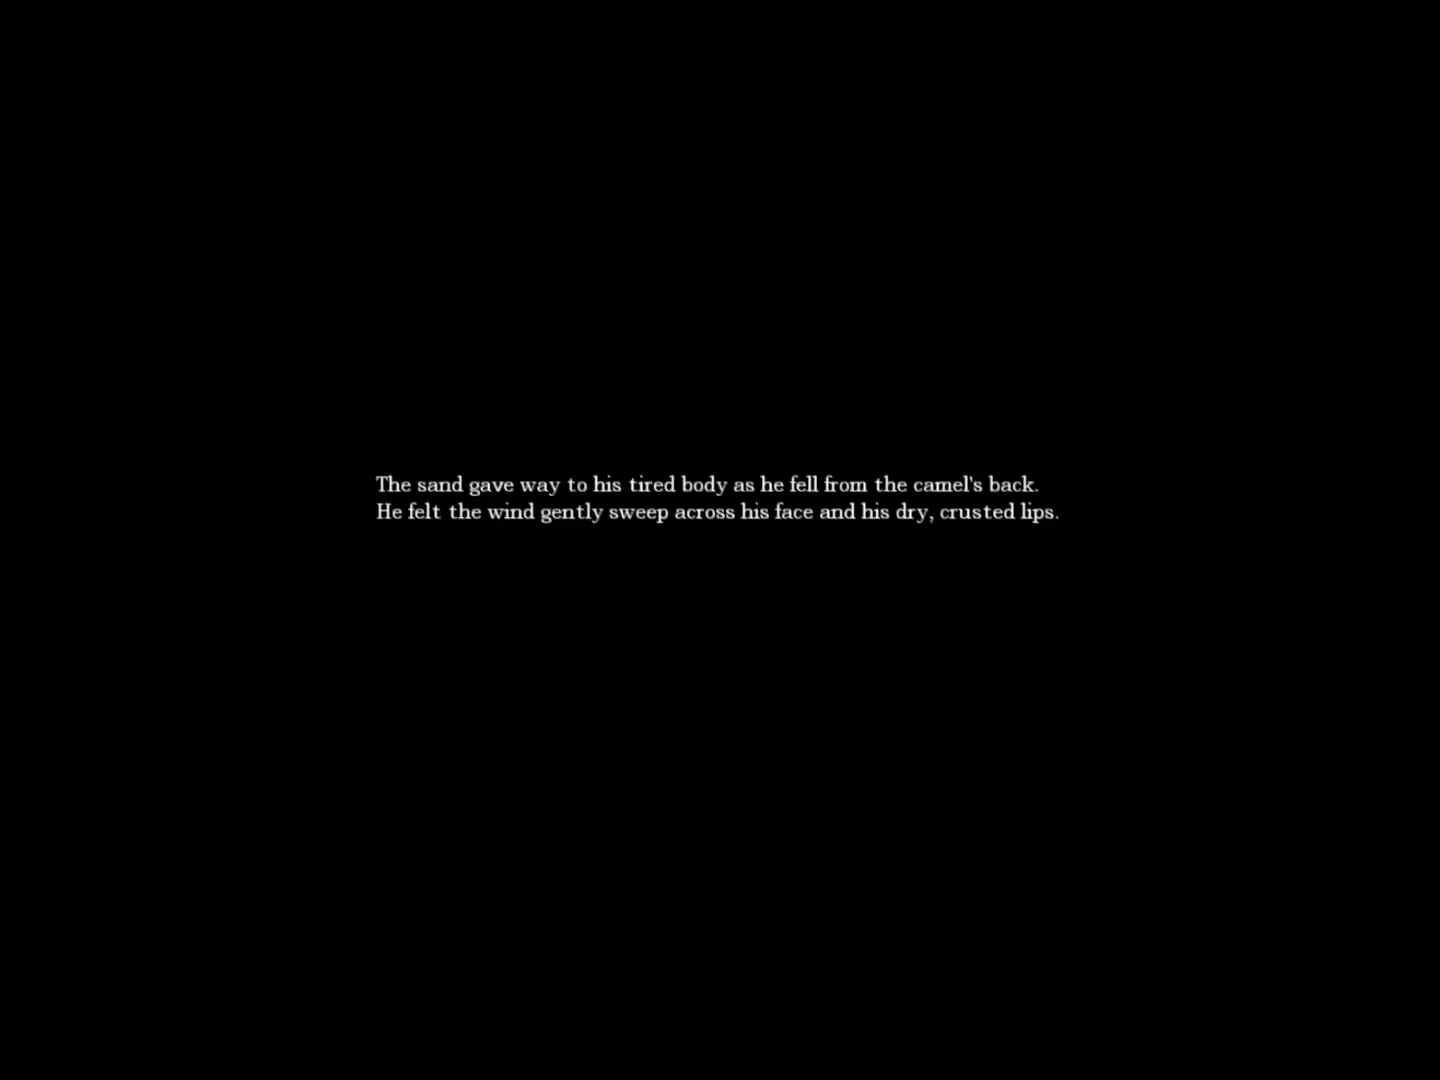 The sand gave way to his tired body as he fell from the camel's back.
He felt the wind gently sweep across his face and his dry, crusted lips.